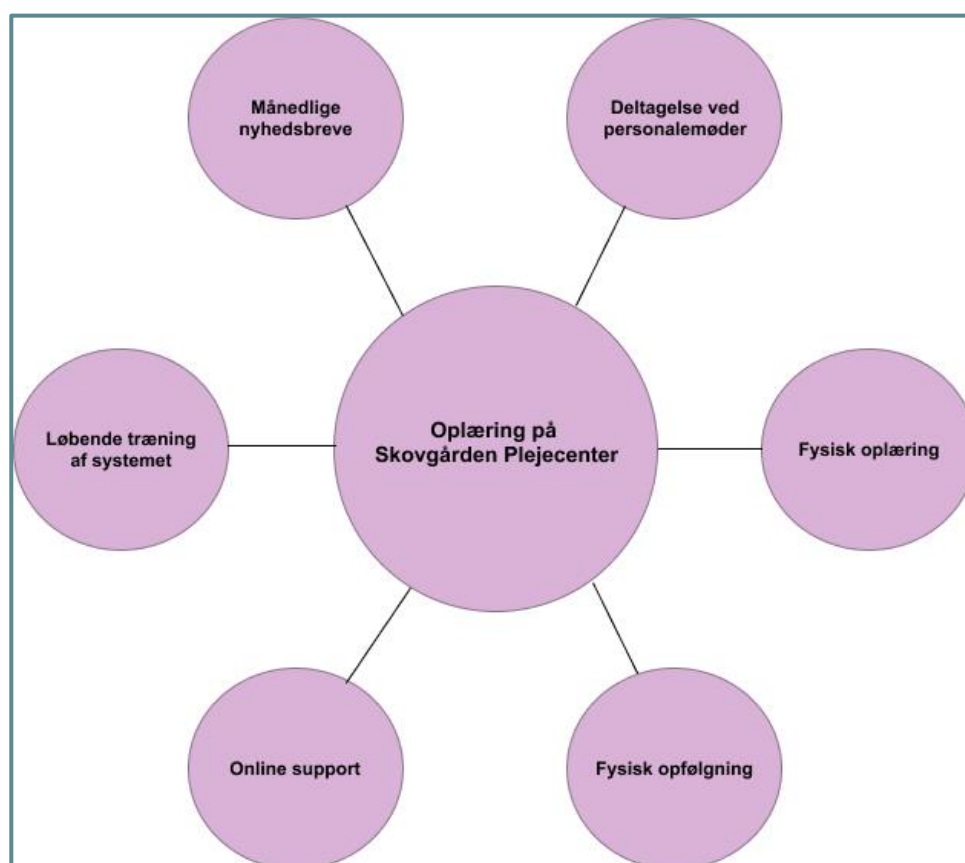 Månedlige
nyhedsbreve
Deltagelse ved
personalemøder
Løbende træning
af systemet
Oplæring på
Skovgården Plejecenter
Fysisk oplæring
Online support
Fysisk opfølgning